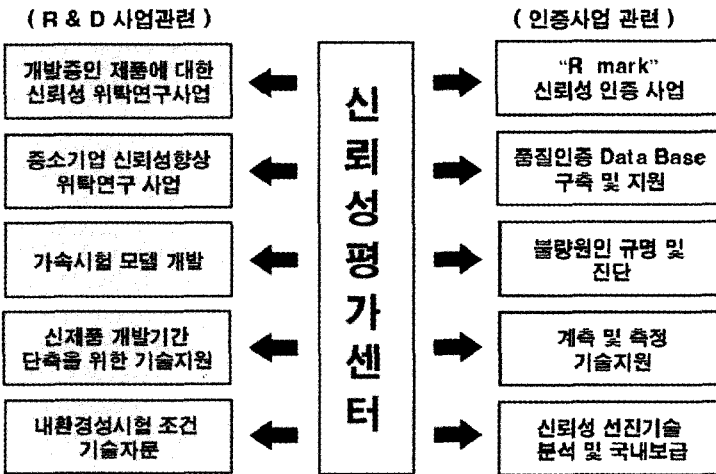 ( R & D 사업관련 )
개발중인 제품에 대한
신뢰성 위탁연구사업
중소기업 신뢰성향상
위탁연구 사업
가속시험 모델 개발
신제품 개발기간
단축을 위한 기술지원
내환경성시험 조건
기술자문
신뢰성평가센터
( 인증사업 관련 )
“R mark”
신뢰성 인증 사업
품질인증 Data Base
구축 및 지원
불량원인 규명 및
진단
계측 및 측정
기술지원
신뢰성 선진기술
분석 및 국내보급